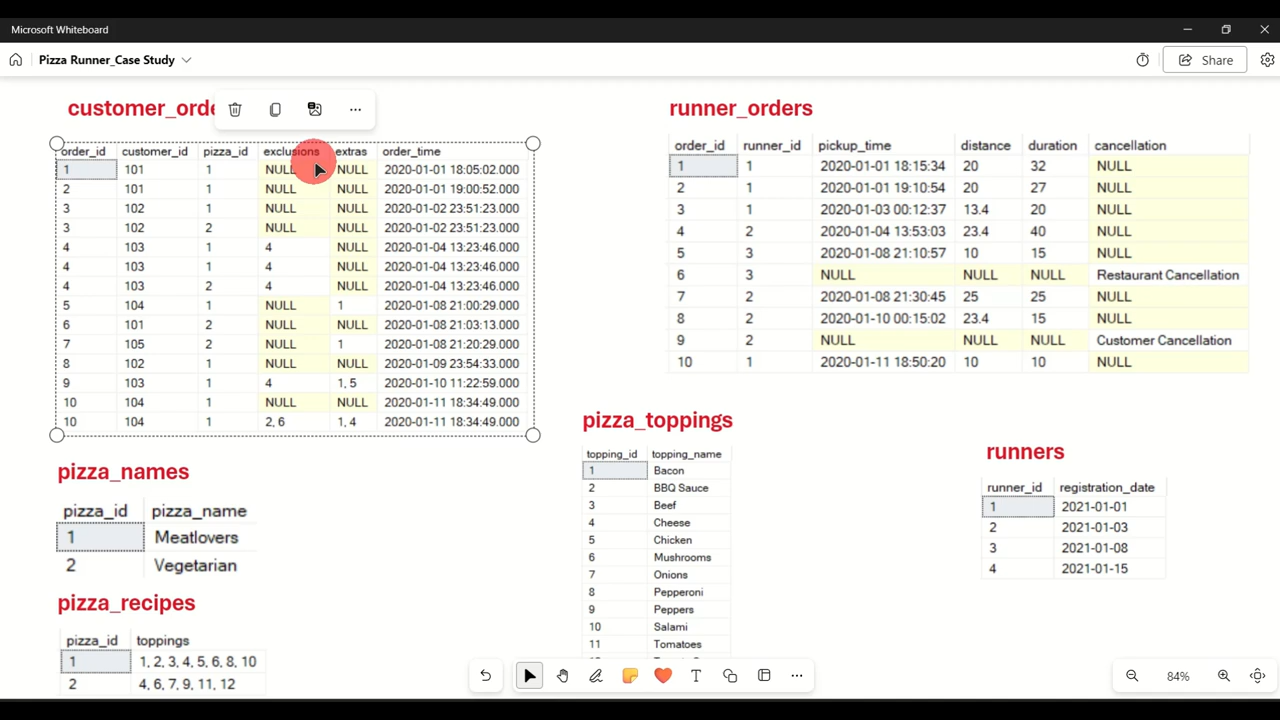 Microsoft Whiteboard
Pizza Runner_Case Study
Share
customer_orde
order_id customer_id pizza_id exclusions extras order_time
1 101 1 NULL NULL 2020-01-01 18:05:02.000
2 101 1 NULL NULL 2020-01-01 19:00:52.000
3 102 1 NULL NULL 2020-01-02 23:51:23.000
3 102 2 NULL NULL 2020-01-02 23:51:23.000
4 103 1 4 NULL 2020-01-04 13:23:46.000
4 103 1 4 NULL 2020-01-04 13:23:46.000
4 103 2 4 NULL 2020-01-04 13:23:46.000
5 104 1 NULL 1 2020-01-08 21:00:29.000
6 101 2 NULL NULL 2020-01-08 21:03:13.000
7 105 2 NULL 1 2020-01-08 21:20:29.000
8 102 1 NULL NULL 2020-01-09 23:54:33.000
9 103 1 4 1, 5 2020-01-10 11:22:59.000
10 104 1 NULL NULL 2020-01-11 18:34:49.000
10 104 1 2, 6 1, 4 2020-01-11 18:34:49.000
runner_orders
order_id runner_id pickup_time distance duration cancellation
1 1 2020-01-01 18:15:34 20 32 NULL
2 1 2020-01-01 19:10:54 20 27 NULL
3 1 2020-01-03 00:12:37 13.4 20 NULL
4 2 2020-01-04 13:53:03 23.4 40 NULL
5 3 2020-01-08 21:10:57 10 15 NULL
6 3 NULL NULL NULL Restaurant Cancellation
7 2 2020-01-08 21:30:45 25 25 NULL
8 2 2020-01-10 00:15:02 23.4 15 NULL
9 2 NULL NULL NULL Customer Cancellation
10 1 2020-01-11 18:50:20 10 10 NULL
pizza_names
pizza_id pizza_name
1 Meatlovers
2 Vegetarian
pizza_recipes
pizza_id toppings
1 1, 2, 3, 4, 5, 6, 8, 10
2 4, 6, 7, 9, 11, 12
pizza_toppings
topping_id topping_name
1 Bacon
2 BBQ Sauce
3 Beef
4 Cheese
5 Chicken
6 Mushrooms
7 Onions
8 Pepperoni
9 Peppers
10 Salami
11 Tomatoes
runners
runner_id registration_date
1 2021-01-01
2 2021-01-03
3 2021-01-08
4 2021-01-15
84%